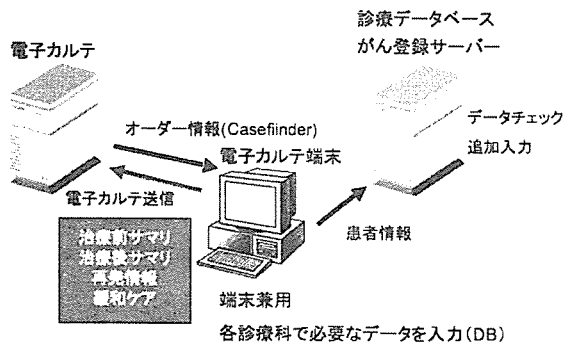 診療データベース
がん登録サーバー
電子カルテ
データチェック
追加入力
オーダー情報(Casefiinder)
電子カルテ端末
電子カルテ送信
患者情報
治療前サマリ
治療後サマリ
再発情報
緩和ケア
端末兼用
各診療科で必要なデータを入力(DB)